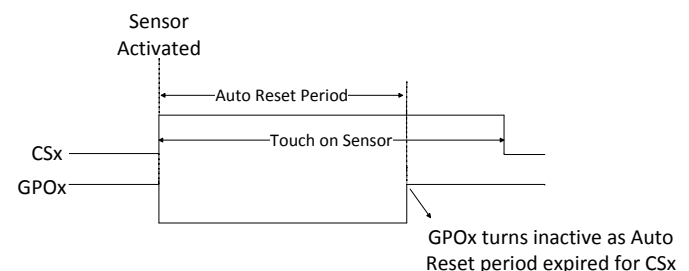 Sensor
Activated
Auto Reset Period
Touch on Sensor
CSx
GPOx
GPOx turns inactive as Auto
Reset period expired for CSx